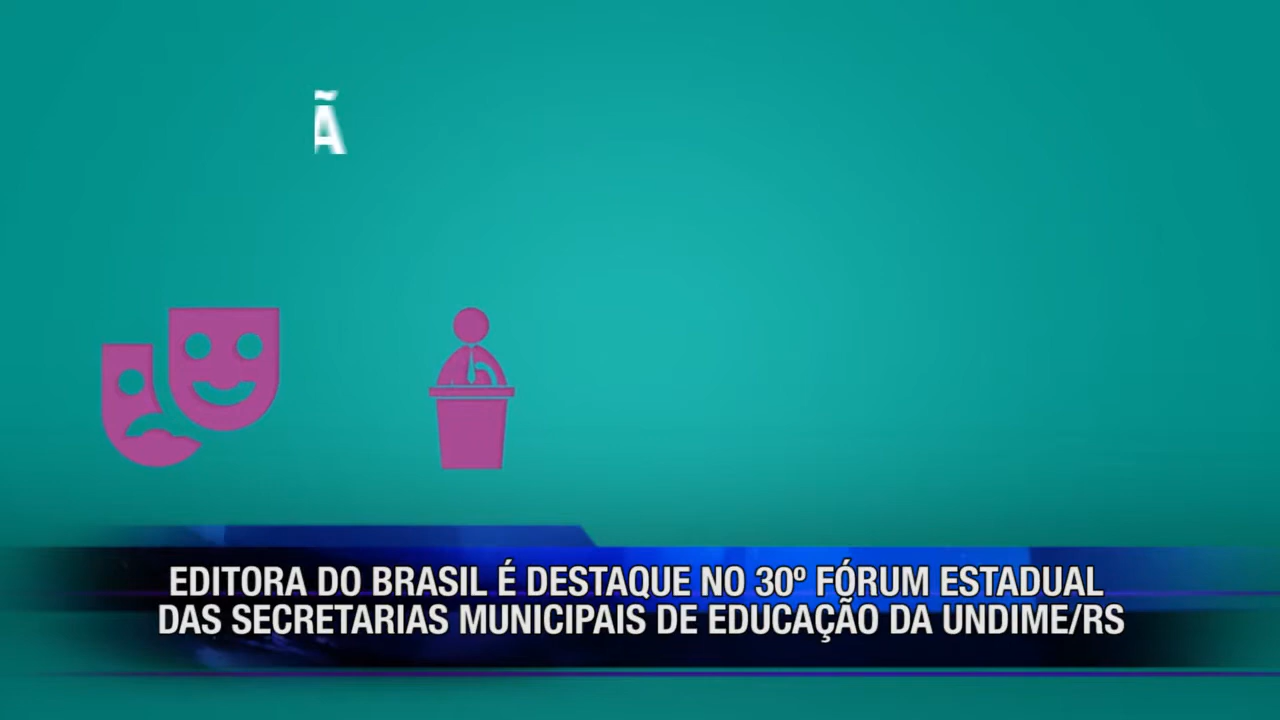 Ã
EDITORA DO BRASIL É DESTAQUE NO 30º FÓRUM ESTADUAL
DAS SECRETARIAS MUNICIPAIS DE EDUCAÇÃO DA UNDIME/RS